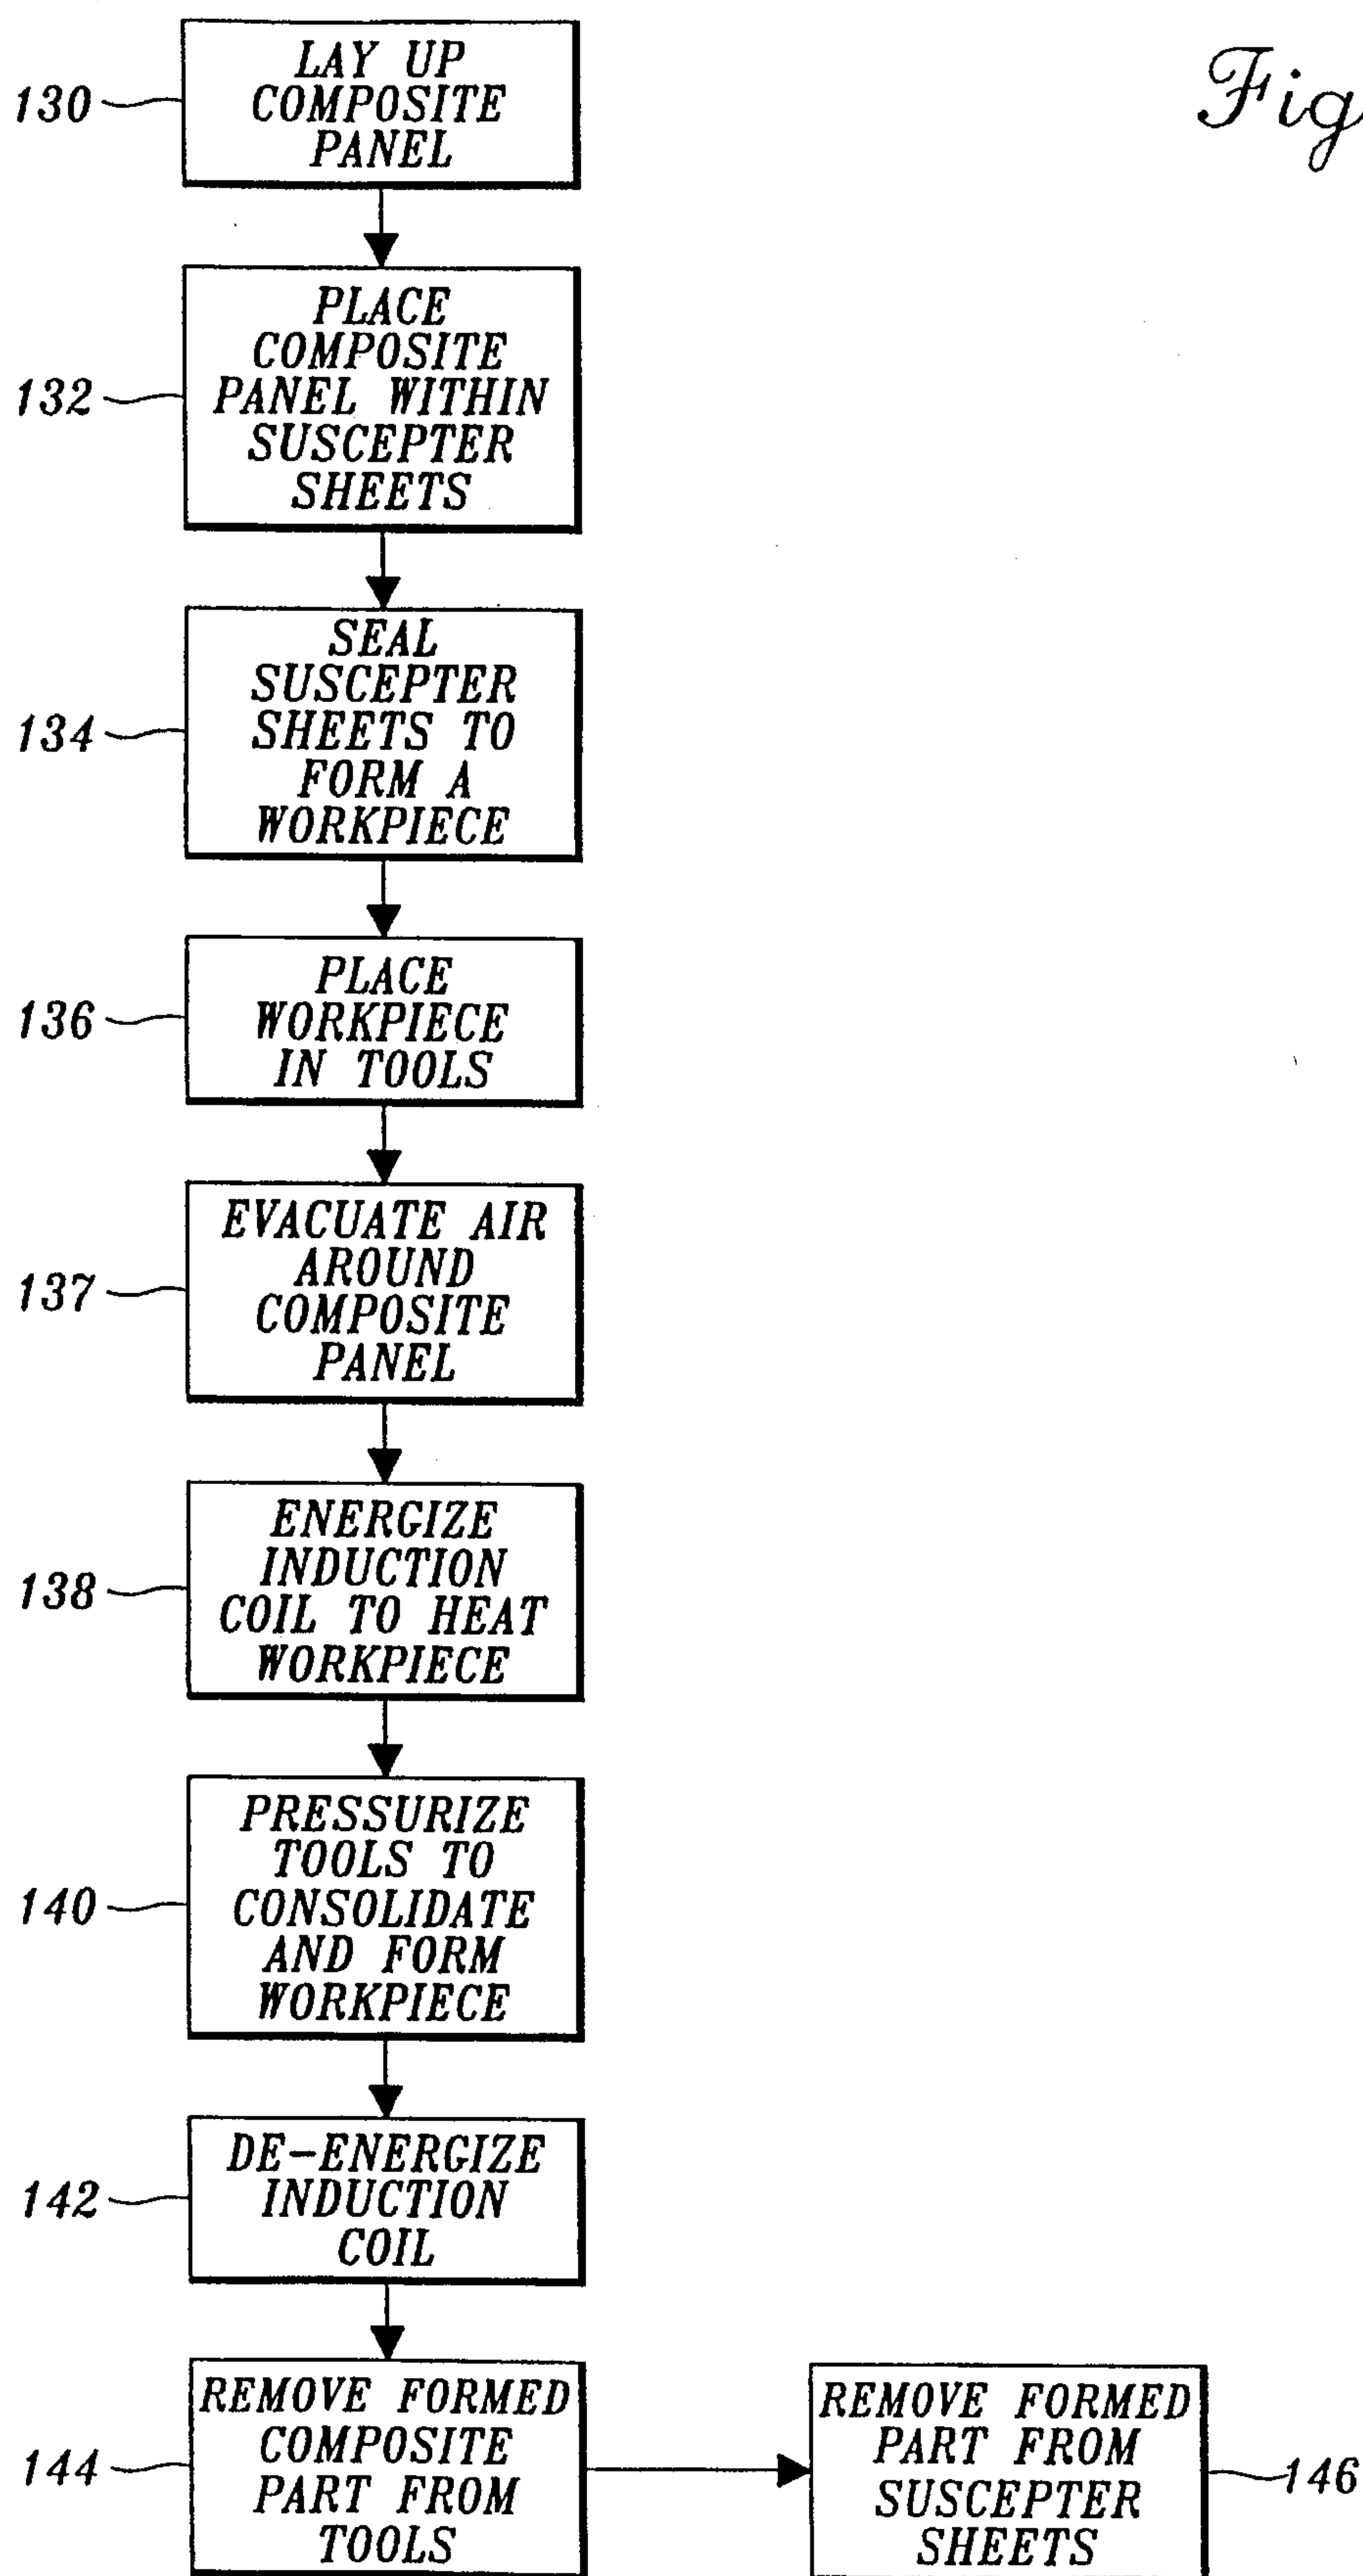 Fig
130
LAY UP
COMPOSITE
PANEL
132
PLACE
COMPOSITE
PANEL WITHIN
SUSCEPTER
SHEETS
134
SEAL
SUSCEPTER
SHEETS TO
FORM A
WORKPIECE
136
PLACE
WORKPIECE
IN TOOLS
137
EVACUATE AIR
AROUND
COMPOSITE
PANEL
138
ENERGIZE
INDUCTION
COIL TO HEAT
WORKPIECE
140
PRESSURIZE
TOOLS TO
CONSOLIDATE
AND FORM
WORKPIECE
142
DE-ENERGIZE
INDUCTION
COIL
144
REMOVE FORMED
COMPOSITE
PART FROM
TOOLS
REMOVE FORMED
PART FROM
SUSCEPTER
SHEETS
146